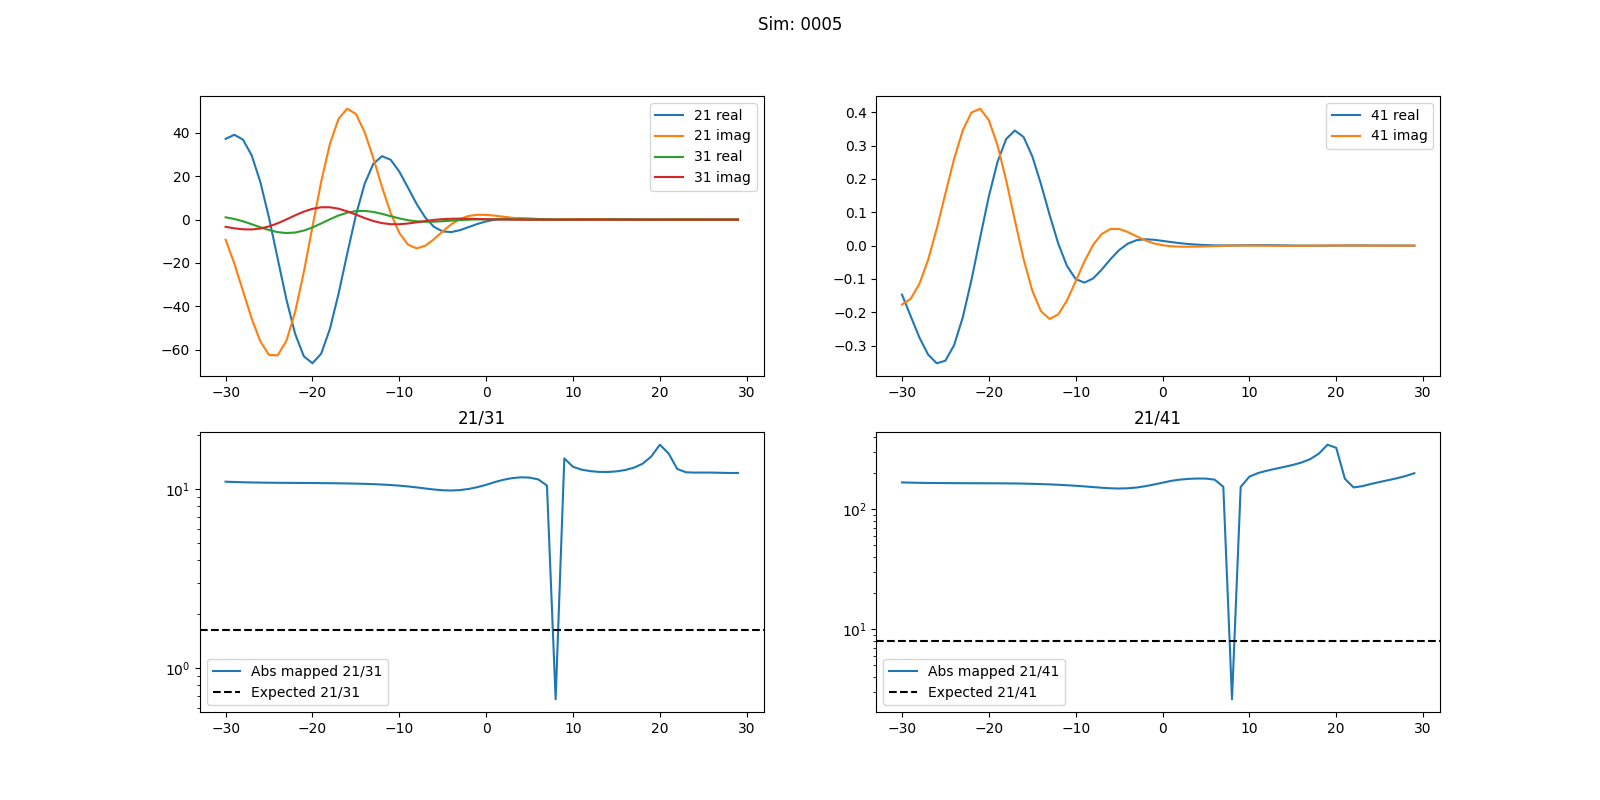 Sim: 0005
21 real
21 imag
31 real
31 imag
40
20
0
−20
−40
−60
−30 −20 −10 0 10 20 30
41 real
41 imag
0.4
0.3
0.2
0.1
0.0
−0.1
−0.2
−0.3
−30 −20 −10 0 10 20 30
21/31
10¹
10⁰
Abs mapped 21/31
Expected 21/31
−30 −20 −10 0 10 20 30
21/41
10²
10¹
Abs mapped 21/41
Expected 21/41
−30 −20 −10 0 10 20 30